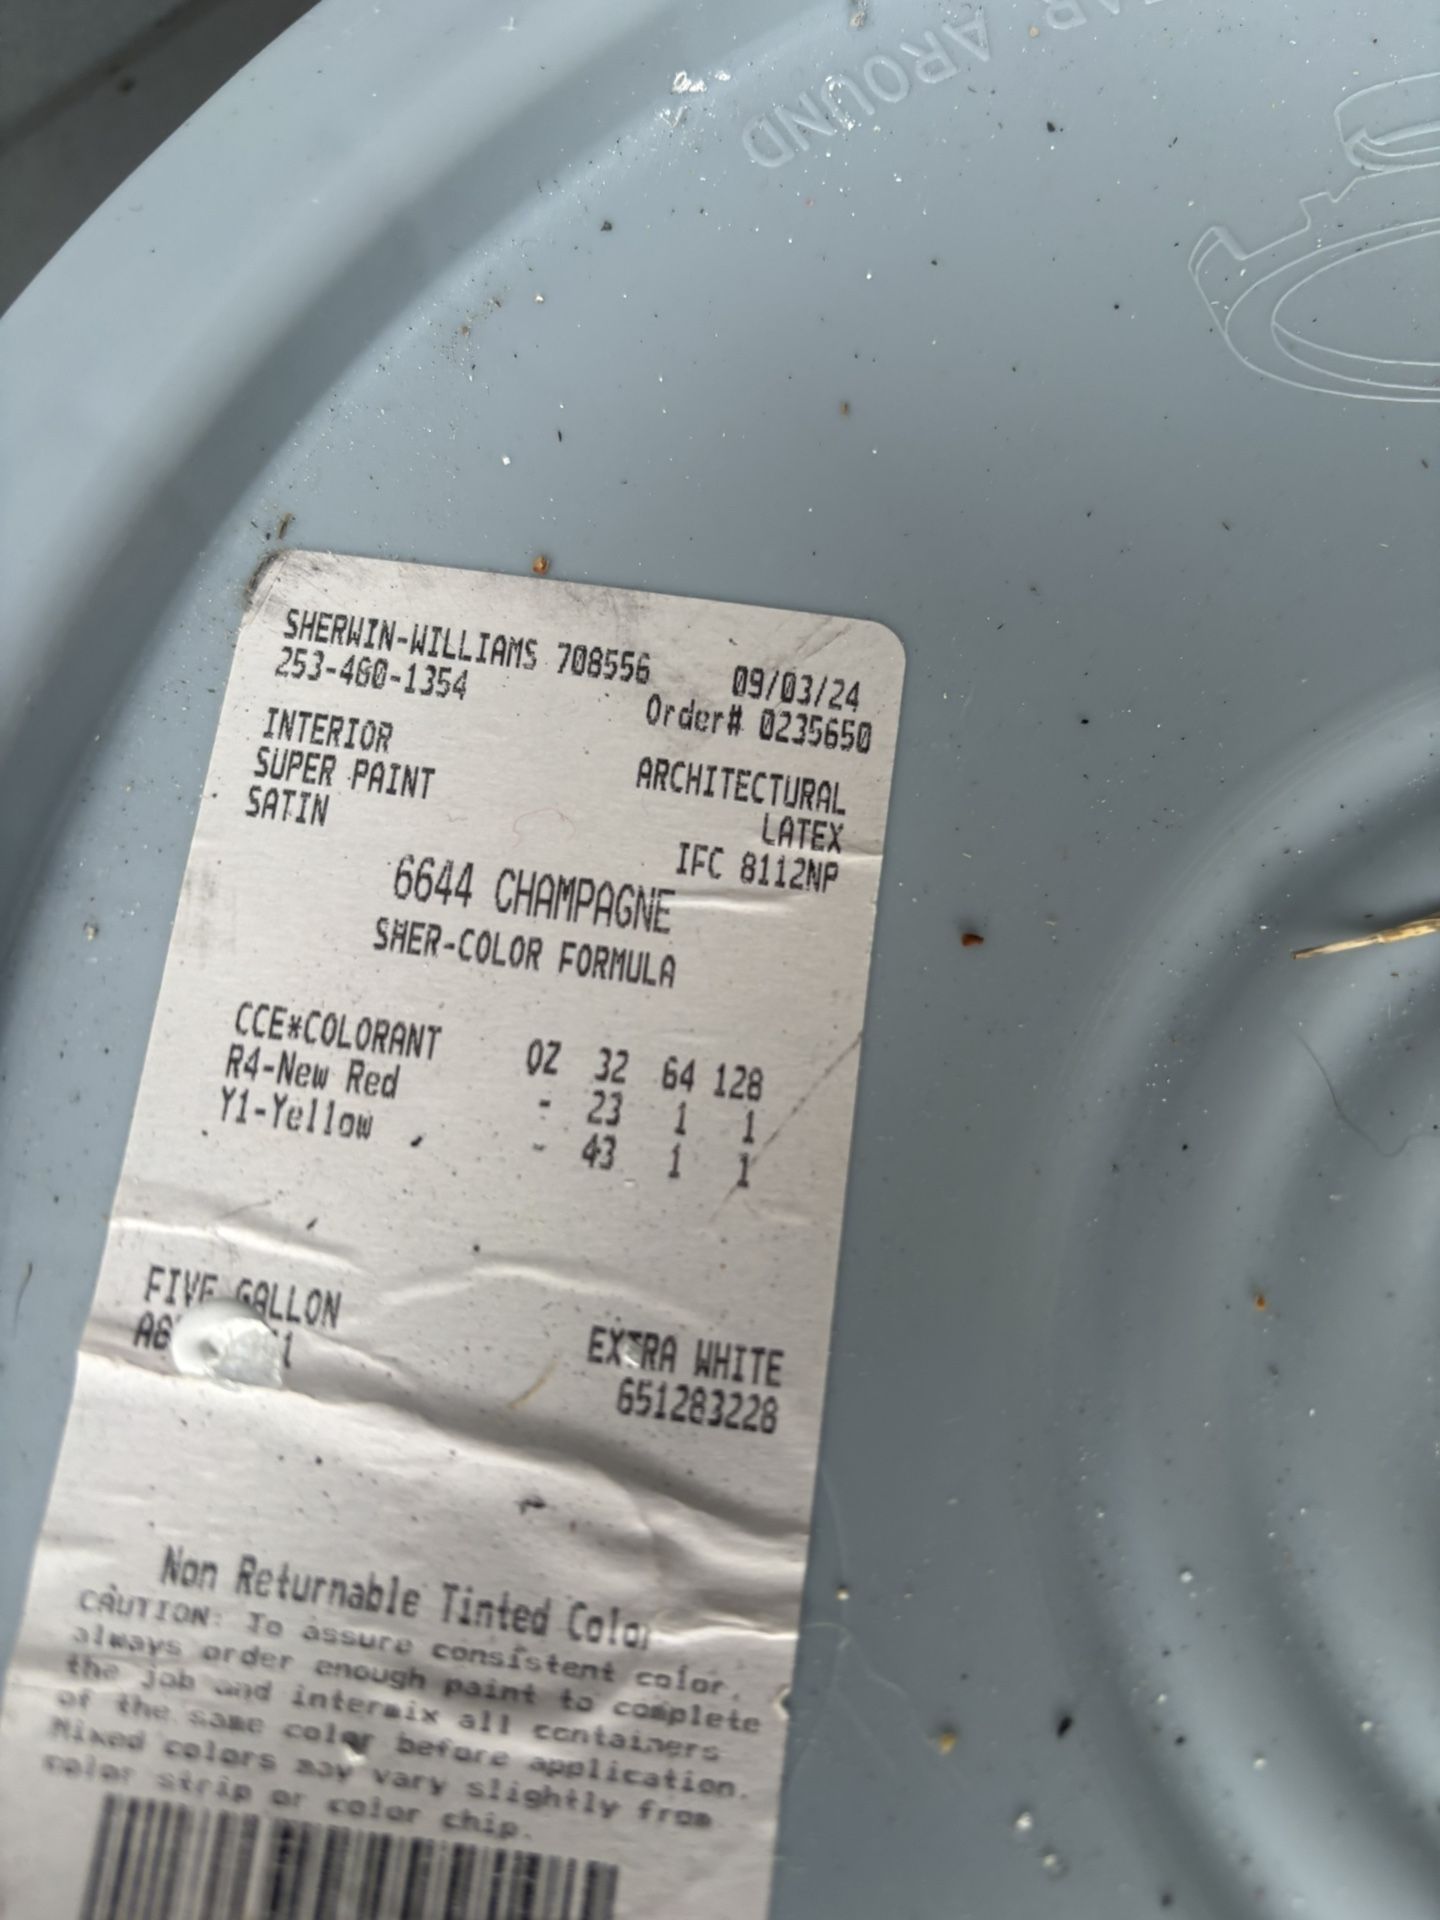 TEAR AROUND
SHERWIN-WILLIAMS 708556 09/03/24
253-460-1354 Order# 0235650
INTERIOR ARCHITECTURAL
SUPER PAINT LATEX
SATIN IFC 8112NP
6644 CHAMPAGNE
SHER-COLOR FORMULA
CCE*COLORANT OZ 32 64 128
R4-New Red - 23 1 1
Y1-Yellow - 43 1 1
FIVE GALLON EXTRA WHITE
651283228
Non Returnable Tinted Color
CAUTION: To assure consistent color,
always order enough paint to complete
the job and intermix all containers
of the same color before application.
Mixed colors may vary slightly from
color strip or color chip.